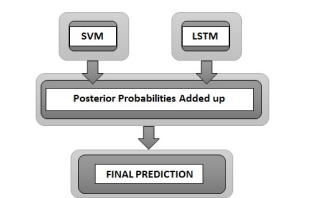 SVM
LSTM
Posterior Probabilities Added up
FINAL PREDICTION